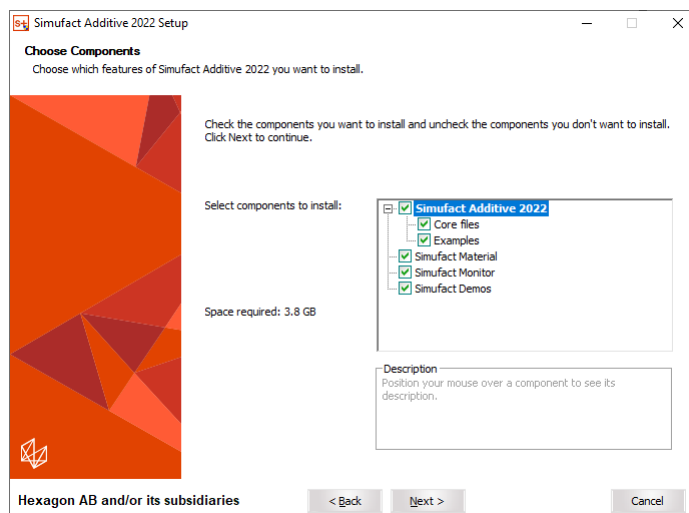 S+ Simufact Additive 2022 Setup
Choose Components
Choose which features of Simufact Additive 2022 you want to install.
Check the components you want to install and uncheck the components you don't want to install.
Click Next to continue.
Select components to install:
Simufact Additive 2022
Core files
Examples
Simufact Material
Simufact Monitor
Simufact Demos
Space required: 3.8 GB
Description
Position your mouse over a component to see its
description.
Hexagon AB and/or its subsidiaries
< Back
Next >
Cancel